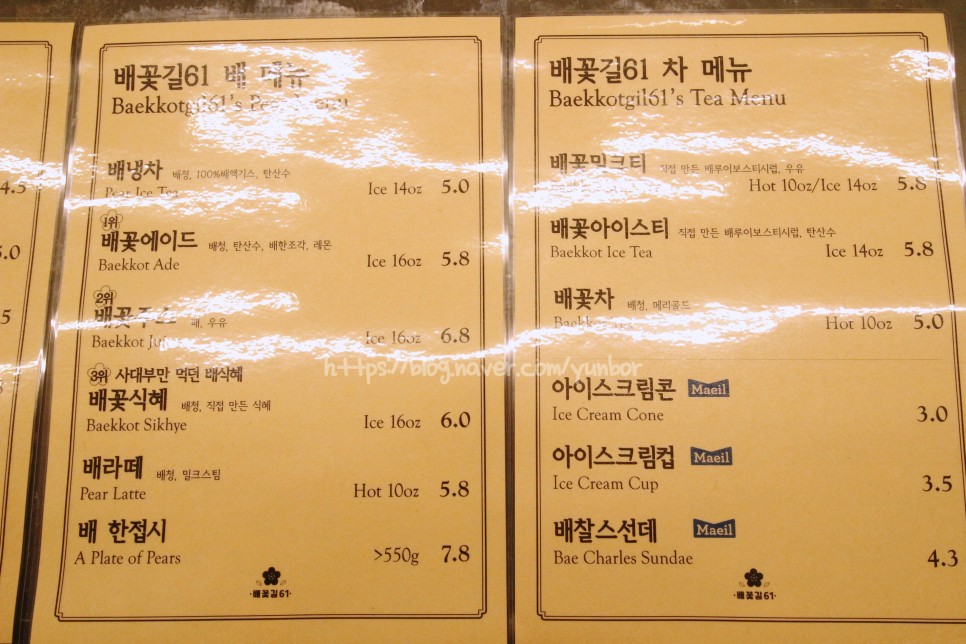 4.3
5.0
5
배꽃길61 배 메뉴
Baekkotgil61's
배냉차 배청, 100%배액기스, 탄산수
Pear Ice Tea Ice 14oz 5.0
1위
배꽃에이드 배청, 탄산수, 배한조각, 레몬
Baekkot Ade Ice 16oz 5.8
2위
배꽃주스 배, 우유
Baekkot Ice 16oz 6.8
3위 사대부만 먹던 배식혜
배꽃식혜 배청, 직접 만든 식혜
Baekkot Sikhye Ice 16oz 6.0
배라떼 배청, 밀크스팀
Pear Latte Hot 10oz 5.8
배 한접시
A Plate of Pears >550g 7.8
·배꽃길61·
배꽃길61 차 메뉴
Baekkotgil61's Tea Menu
배꽃밀크티 직접 만든 배루이보스티시럽, 우유
Hot 10oz/Ice 14oz 5.8
배꽃아이스티 직접 만든 배루이보스티시럽, 탄산수
Baekkot Ice Tea Ice 14oz 5.8
배꽃차 배청, 메리골드
Baekkot Tea Hot 10oz 5.0
아이스크림콘 Maeil
Ice Cream Cone 3.0
아이스크림컵 Maeil
Ice Cream Cup 3.5
배찰스선데 Maeil
Bae Charles Sundae 4.3
·배꽃길61·
https://blog.naver.com/yunbor